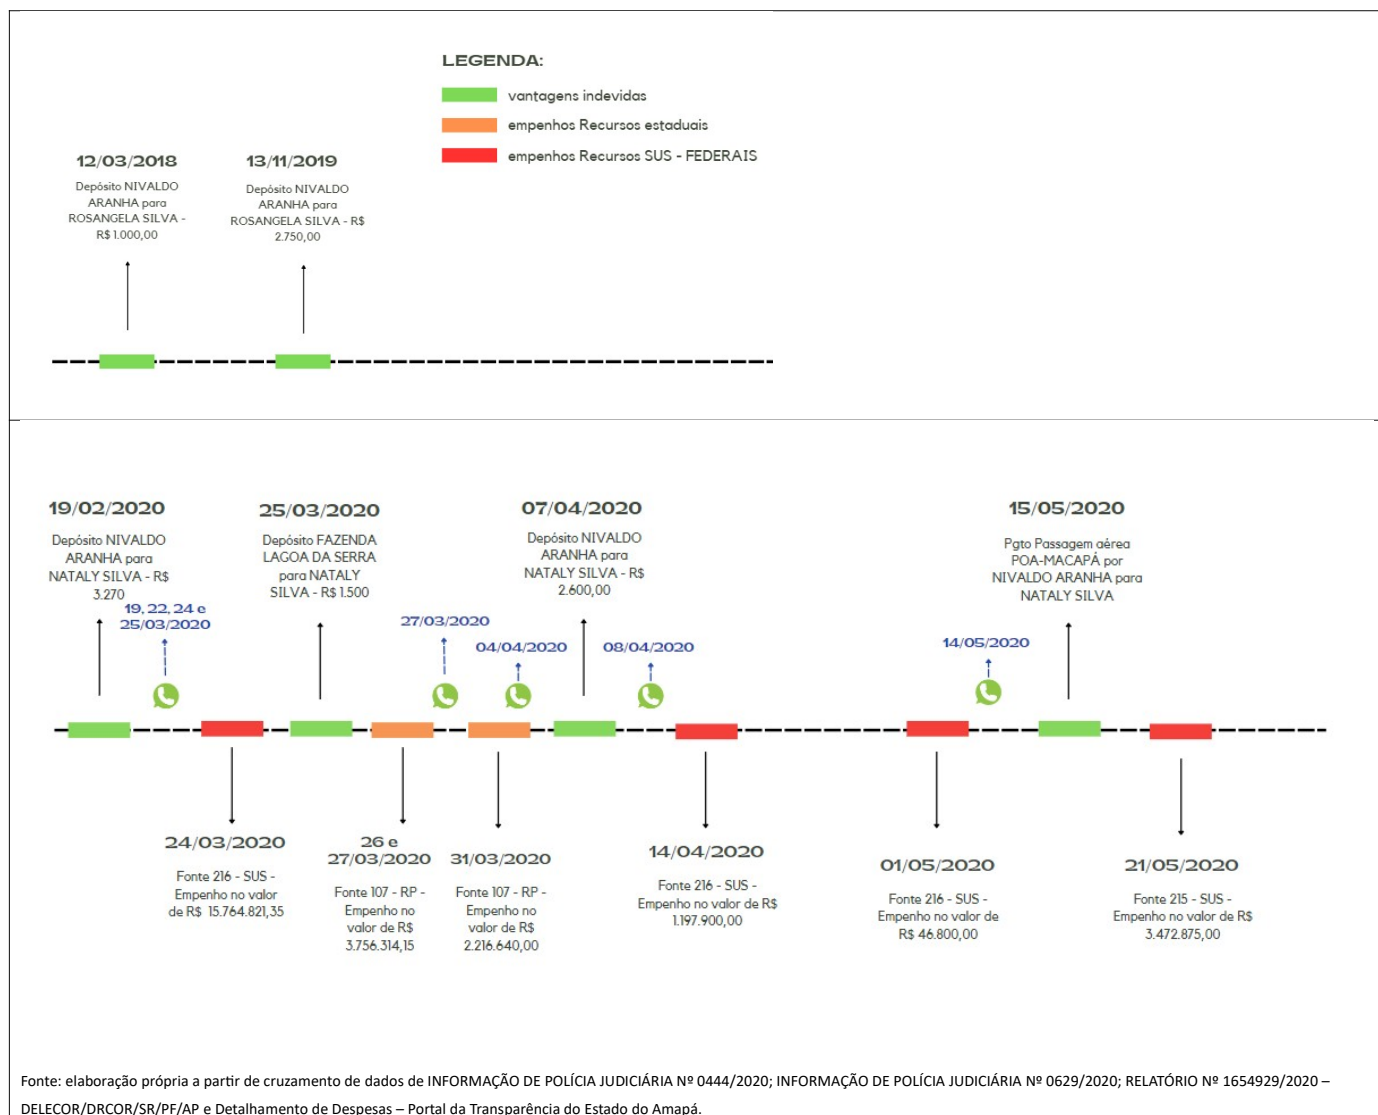 LEGENDA:
vantagens indevidas
empenhos Recursos estaduais
empenhos Recursos SUS - FEDERAIS
12/03/2018
Depósito NIVALDO
ARANHA para
ROSANGELA SILVA -
R$ 1.000,00
13/11/2019
Depósito NIVALDO
ARANHA para
ROSANGELA SILVA - R$
2.750,00
19/02/2020
Depósito NIVALDO
ARANHA para
NATALY SILVA - R$
3.270
19, 22, 24 e
25/03/2020
25/03/2020
Depósito FAZENDA
LAGOA DA SERRA
para NATALY
SILVA - R$ 1.500
27/03/2020
04/04/2020
07/04/2020
Depósito NIVALDO
ARANHA para
NATALY SILVA - R$
2.600,00
08/04/2020
14/05/2020
15/05/2020
Pgto Passagem aérea
POA-MACAPÁ por
NIVALDO ARANHA para
NATALY SILVA
24/03/2020
Fonte 216 - SUS -
Empenho no valor
de R$ 15.764.821,35
26 e
27/03/2020
Fonte 107 - RP -
Empenho no
valor de R$
3.756.314,15
31/03/2020
Fonte 107 - RP -
Empenho no
valor de R$
2.216.640,00
14/04/2020
Fonte 216 - SUS -
Empenho no valor de R$
1.197.900,00
01/05/2020
Fonte 216 - SUS -
Empenho no valor de
R$ 46.800,00
21/05/2020
Fonte 215 - SUS -
Empenho no valor de R$
3.472.875,00
Fonte: elaboração própria a partir de cruzamento de dados de INFORMAÇÃO DE POLÍCIA JUDICIÁRIA Nº 0444/2020; INFORMAÇÃO DE POLÍCIA JUDICIÁRIA Nº 0629/2020; RELATÓRIO Nº 1654929/2020 –
DELECOR/DRCOR/SR/PF/AP e Detalhamento de Despesas – Portal da Transparência do Estado do Amapá.